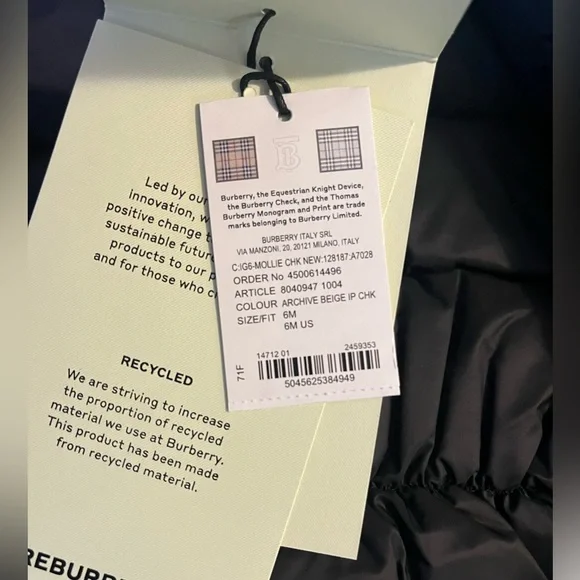 Led by our
innovation, w
positive change t
sustainable futur
products to our p
and for those who c
RECYCLED
We are striving to increase
the proportion of recycled
material we use at Burberry.
This product has been made
from recycled material.
REBURB
B
Burberry, the Equestrian Knight Device,
the Burberry Check, and the Thomas
Burberry Monogram and Print are trade
marks belonging to Burberry Limited.
BURBERRY ITALY SRL
VIA MANZONI, 20, 20121 MILANO, ITALY
C:IG6-MOLLIE CHK NEW:128187:A7028
ORDER No 4500614496
ARTICLE 8040947 1004
COLOUR ARCHIVE BEIGE IP CHK
SIZE/FIT 6M
6M US
71F
14712 01 2459353
5045625384949